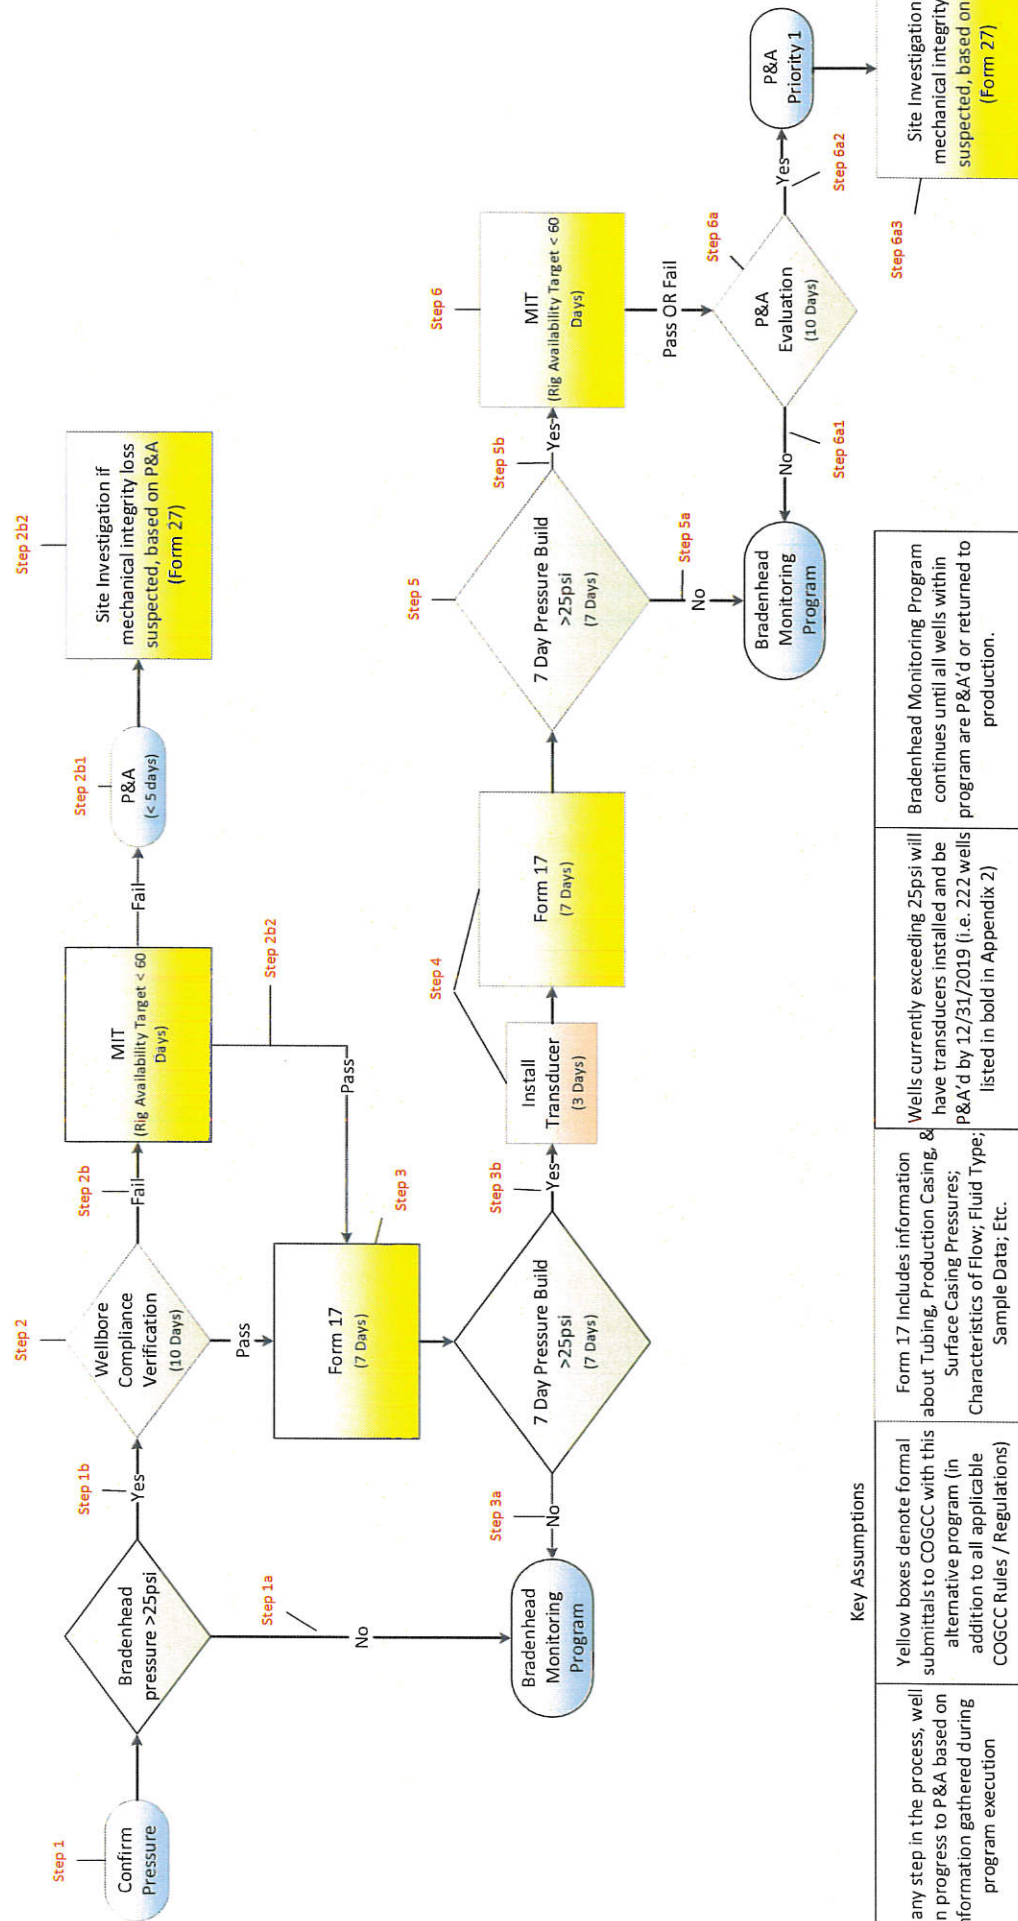 Step 1
Confirm
Pressure
Bradenhead
pressure >25psi
Step 1a
No
Step 1b
Yes
Step 2
Wellbore
Compliance
Verification
(10 Days)
Pass
Step 2b
Fail
MIT
(Rig Availability Target < 60
Days)
Fail
Step 2b1
P&A
(< 5 days)
Step 2b2
Site Investigation if
mechanical integrity loss
suspected, based on P&A
(Form 27)
Step 2b2
Pass
Step 3
Form 17
(7 Days)
7 Day Pressure Build
>25psi
(7 Days)
Step 3a
No
Bradenhead
Monitoring
Program
Step 3b
Yes
Install
Transducer
(3 Days)
Step 4
Form 17
(7 Days)
Step 5
7 Day Pressure Build
>25psi
(7 Days)
Step 5a
No
Bradenhead
Monitoring
Program
Step 5b
Yes
Step 6
MIT
(Rig Availability Target < 60
Days)
Pass OR Fail
Step 6a
P&A
Evaluation
(10 Days)
No
Step 6a1
Yes
Step 6a2
P&A
Priority 1
Step 6a3
Site Investigation
mechanical integrity
suspected, based on
(Form 27)
Key Assumptions
any step in the process, well
n progress to P&A based on
nformation gathered during
program execution
Yellow boxes denote formal
submittals to COGCC with this
alternative program (in
addition to all applicable
COGCC Rules / Regulations)
Form 17 Includes information
about Tubing, Production Casing, &
Surface Casing Pressures;
Characteristics of Flow; Fluid Type;
Sample Data; Etc.
Wells currently exceeding 25psi will
have transducers installed and be
P&A'd by 12/31/2019 (i.e. 222 wells
listed in bold in Appendix 2)
Bradenhead Monitoring Program
continues until all wells within
program are P&A'd or returned to
production.